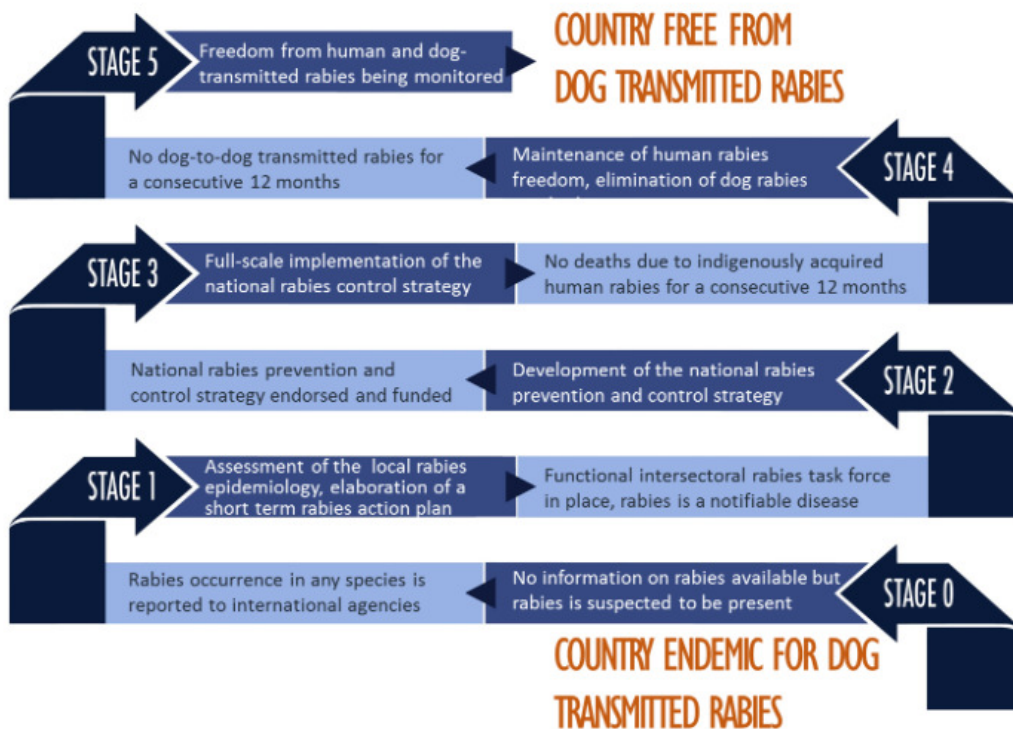 STAGE 5
Freedom from human and dog-
transmitted rabies being monitored
COUNTRY FREE FROM
DOG TRANSMITTED RABIES
No dog-to-dog transmitted rabies for
a consecutive 12 months
Maintenance of human rabies
freedom, elimination of dog rabies
STAGE 4
STAGE 3
Full-scale implementation of the
national rabies control strategy
No deaths due to indigenously acquired
human rabies for a consecutive 12 months
National rabies prevention and
control strategy endorsed and funded
Development of the national rabies
prevention and control strategy
STAGE 2
STAGE 1
Assessment of the local rabies
epidemiology, elaboration of a
short term rabies action plan
Functional intersectoral rabies task force
in place, rabies is a notifiable disease
Rabies occurrence in any species is
reported to international agencies
No information on rabies available but
rabies is suspected to be present
STAGE 0
COUNTRY ENDEMIC FOR DOG
TRANSMITTED RABIES